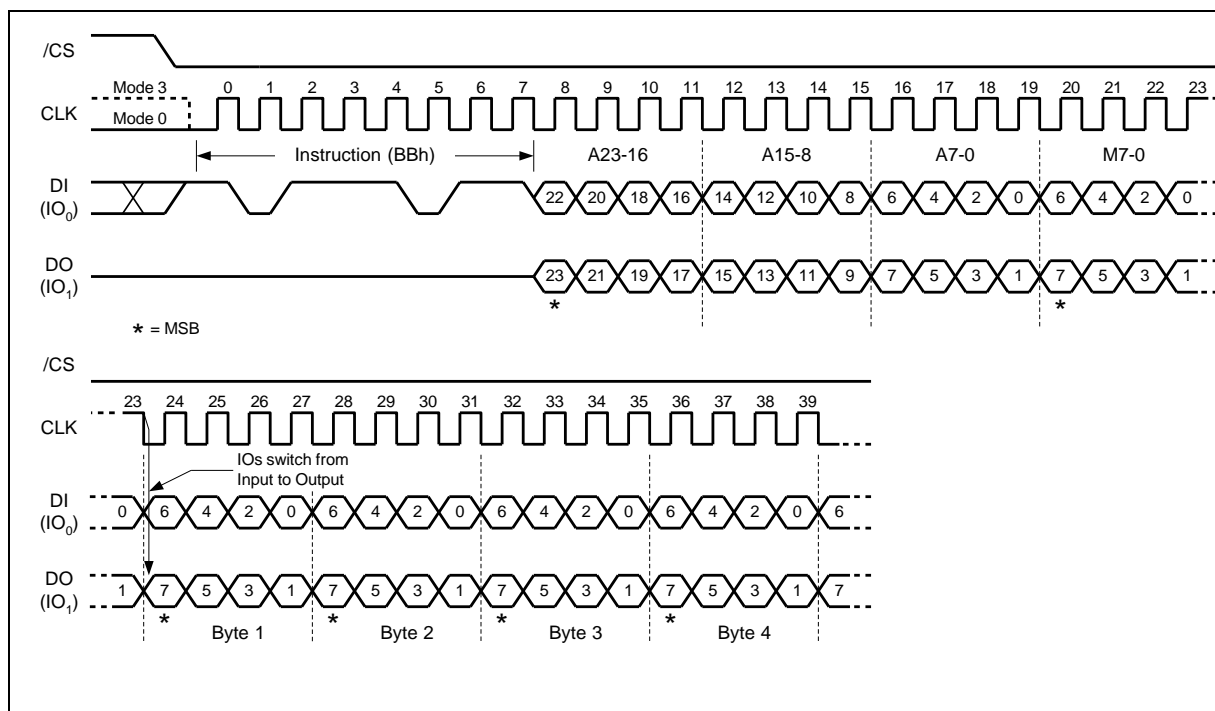 /CS
Mode 3
0 1 2 3 4 5 6 7 8 9 10 11 12 13 14 15 16 17 18 19 20 21 22 23
CLK
Mode 0
Instruction (BBh) A23-16 A15-8 A7-0 M7-0
DI
(IO0)
22 20 18 16 14 12 10 8 6 4 2 0 6 4 2 0
DO
(IO1)
23 21 19 17 15 13 11 9 7 5 3 1 7 5 3 1
* *
* = MSB
/CS
23 24 25 26 27 28 29 30 31 32 33 34 35 36 37 38 39
CLK
IOs switch from
Input to Output
DI
(IO0)
0 6 4 2 0 6 4 2 0 6 4 2 0 6 4 2 0 6
DO
(IO1)
1 7 5 3 1 7 5 3 1 7 5 3 1 7 5 3 1 7
* * * *
Byte 1 Byte 2 Byte 3 Byte 4